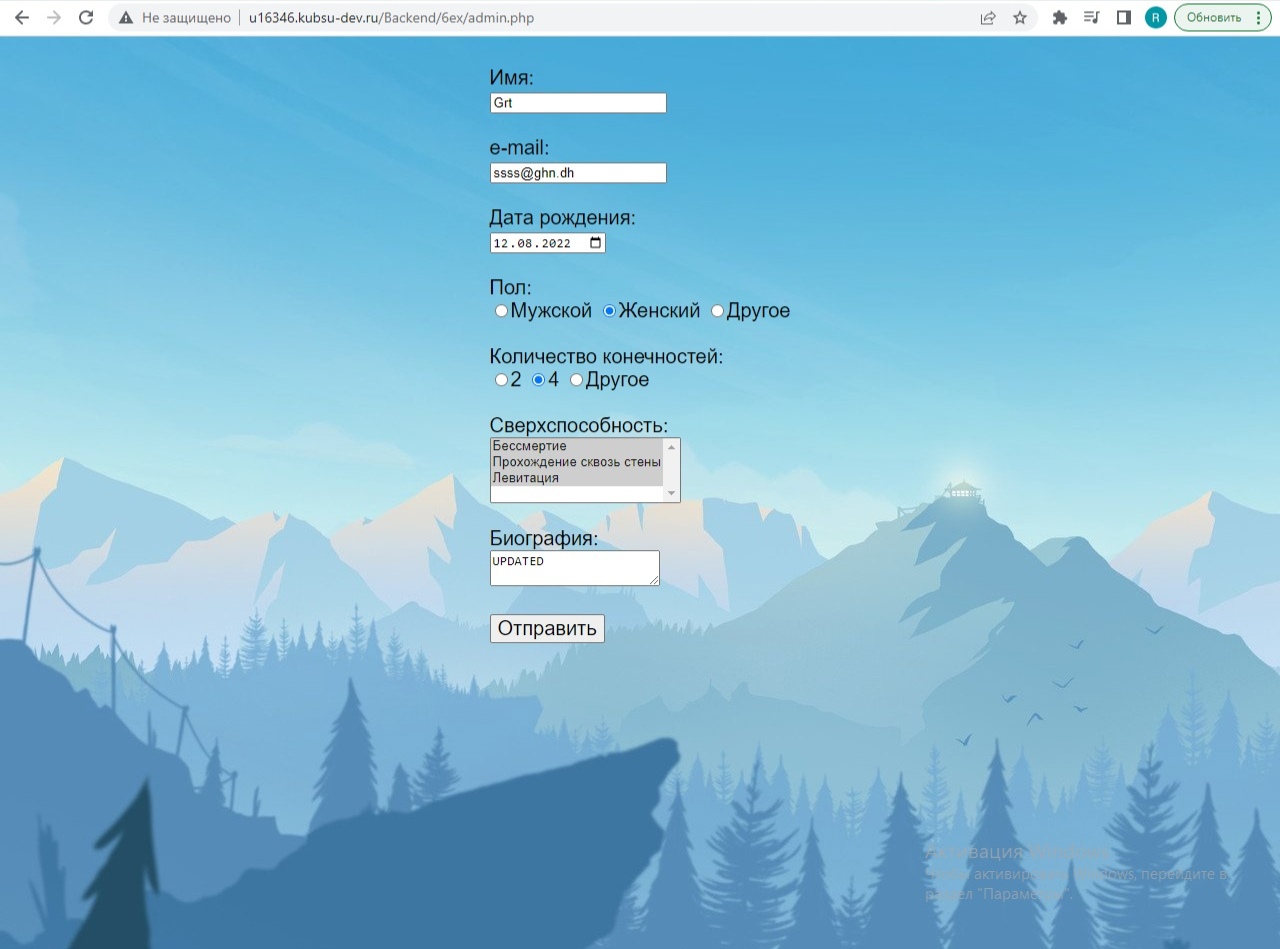 Не защищено u16346.kubsu-dev.ru/Backend/6ex/admin.php R Обновить
Имя:
Grt
e-mail:
ssss@ghn.dh
Дата рождения:
12.08.2022
Пол:
Мужской Женский Другое
Количество конечностей:
2 4 Другое
Сверхспособность:
Бессмертие
Прохождение сквозь стены
Левитация
Биография:
UPDATED
Отправить
Активация Windows
Чтобы активировать Windows, перейдите в
раздел "Параметры".